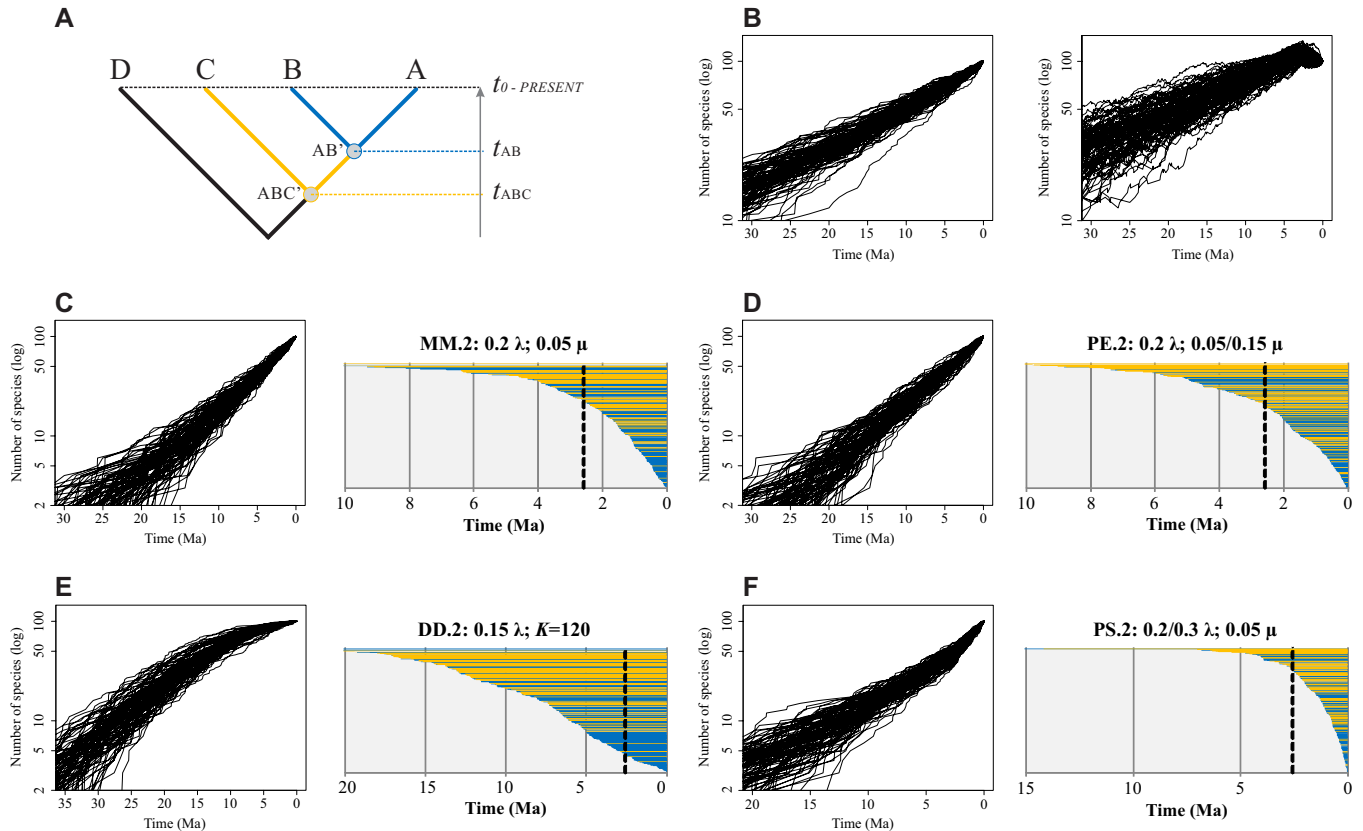 A
D C B A
t0 - PRESENT
AB'
tAB
ABC'
tABC
B
Number of species (log)
100
50
10
30 25 20 15 10 5 0
Time (Ma)
Number of species (log)
100
50
10
30 25 20 15 10 5 0
Time (Ma)
C
Number of species (log)
100
50
10
5
2
30 25 20 15 10 5 0
Time (Ma)
MM.2: 0.2 λ; 0.05 μ
10 8 6 4 2 0
Time (Ma)
D
Number of species (log)
100
50
10
5
2
30 25 20 15 10 5 0
Time (Ma)
PE.2: 0.2 λ; 0.05/0.15 μ
10 8 6 4 2 0
Time (Ma)
E
Number of species (log)
100
50
10
5
2
35 30 25 20 15 10 5 0
Time (Ma)
DD.2: 0.15 λ; K=120
20 15 10 5 0
Time (Ma)
F
Number of species (log)
100
50
10
5
2
20 15 10 5 0
Time (Ma)
PS.2: 0.2/0.3 λ; 0.05 μ
15 10 5 0
Time (Ma)